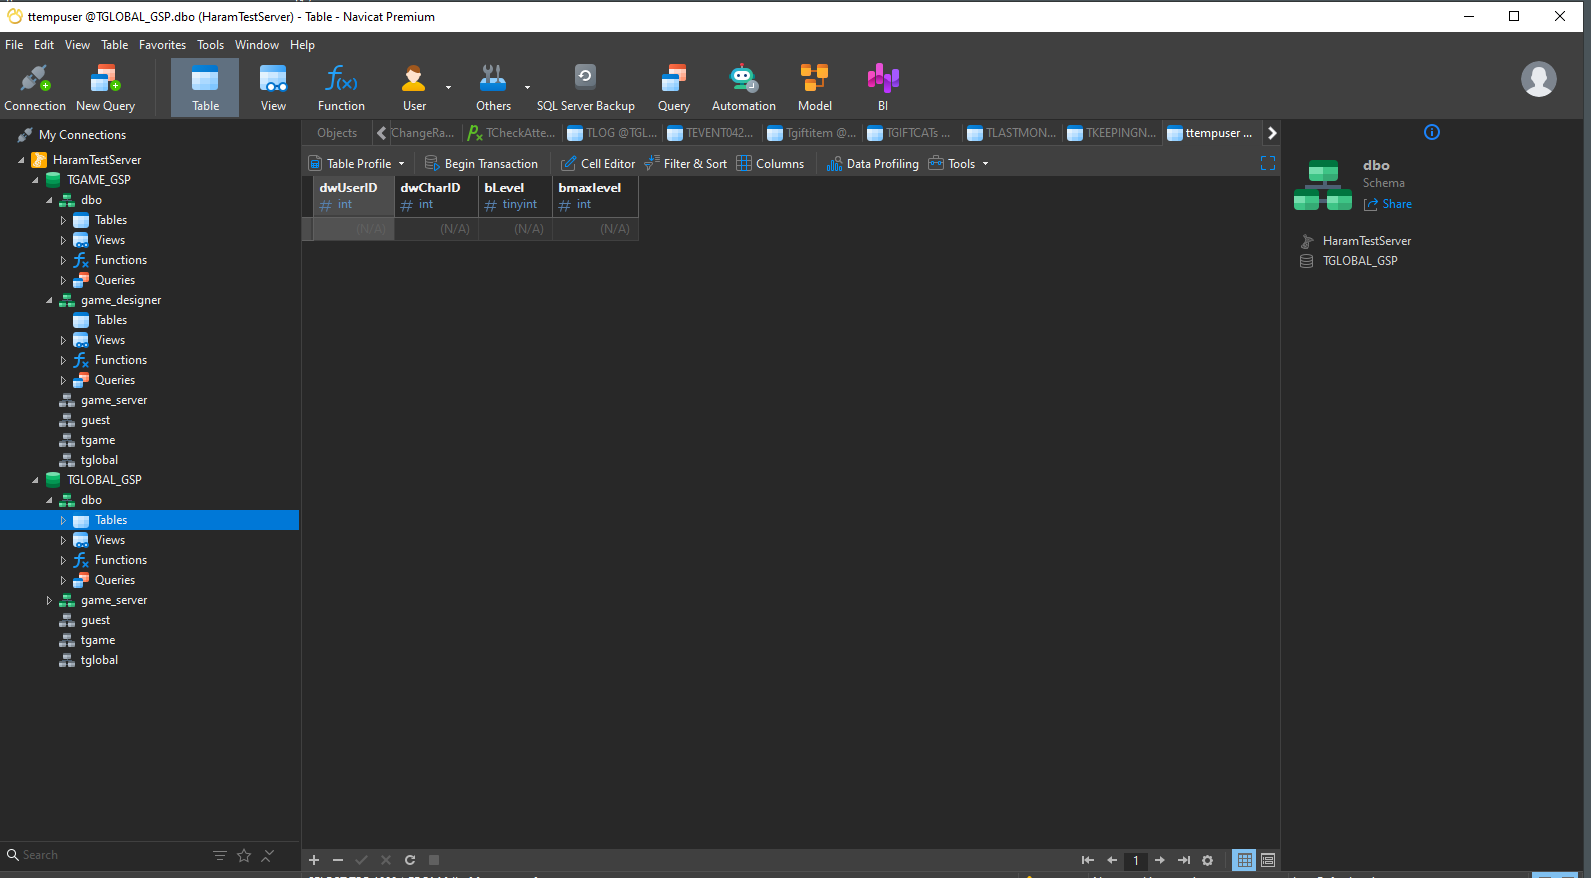 ttempuser @TGLOBAL_GSP.dbo (HaramTestServer) - Table - Navicat Premium
File Edit View Table Favorites Tools Window Help
Connection New Query Table View Function User Others SQL Server Backup Query Automation Model BI
My Connections
HaramTestServer
TGAME_GSP
dbo
Tables
Views
Functions
Queries
game_designer
Tables
Views
Functions
Queries
game_server
guest
tgame
tglobal
TGLOBAL_GSP
dbo
Tables
Views
Functions
Queries
game_server
guest
tgame
tglobal
Search
Objects ChangeRa... TCheckAtte... TLOG @TGL... TEVENT042... Tgiftitem @... TGIFTCATs ... TLASTMON... TKEEPINGN... ttempuser ...
Table Profile Begin Transaction Cell Editor Filter & Sort Columns Data Profiling Tools
dwUserID dwCharID bLevel bmaxlevel
# int # int # tinyint # int
(N/A) (N/A) (N/A) (N/A)
1
dbo
Schema
Share
HaramTestServer
TGLOBAL_GSP